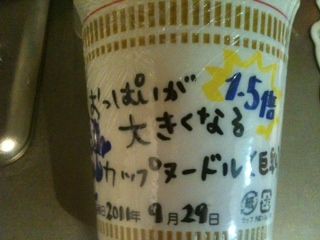 おっぱいが
1.5倍
大きくなる
カップヌードル
2011年 9月29日